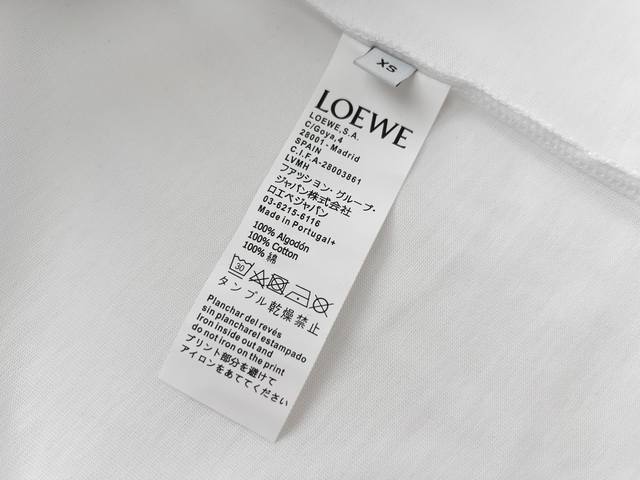 XS
LOEWE
LOEWE,S.A.
C/Goya,4
28001 - Madrid
SPAIN
C.I.F.A-28003861
LVMH
ファッション・グループ・
ジャパン株式会社
ロエベジャパン
03-6215-6116
Made in Portugal+
100% Algodón
100% Cotton
100% 綿
30
タンブル乾燥禁止
Planchar del revés
sin plancharel estampado
Iron inside out and
do not iron on the print
プリント部分を避けて
アイロンをあててください